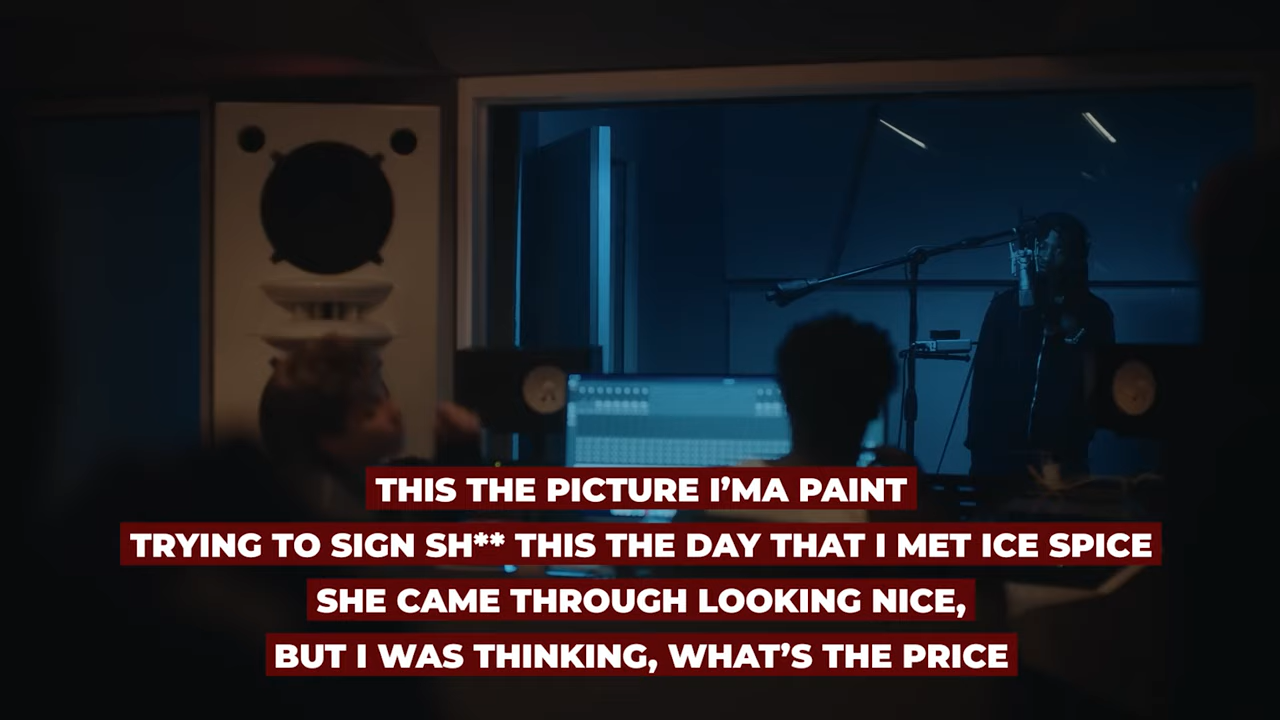 THIS THE PICTURE I’MA PAINT
TRYING TO SIGN SH** THIS THE DAY THAT I MET ICE SPICE
SHE CAME THROUGH LOOKING NICE,
BUT I WAS THINKING, WHAT’S THE PRICE